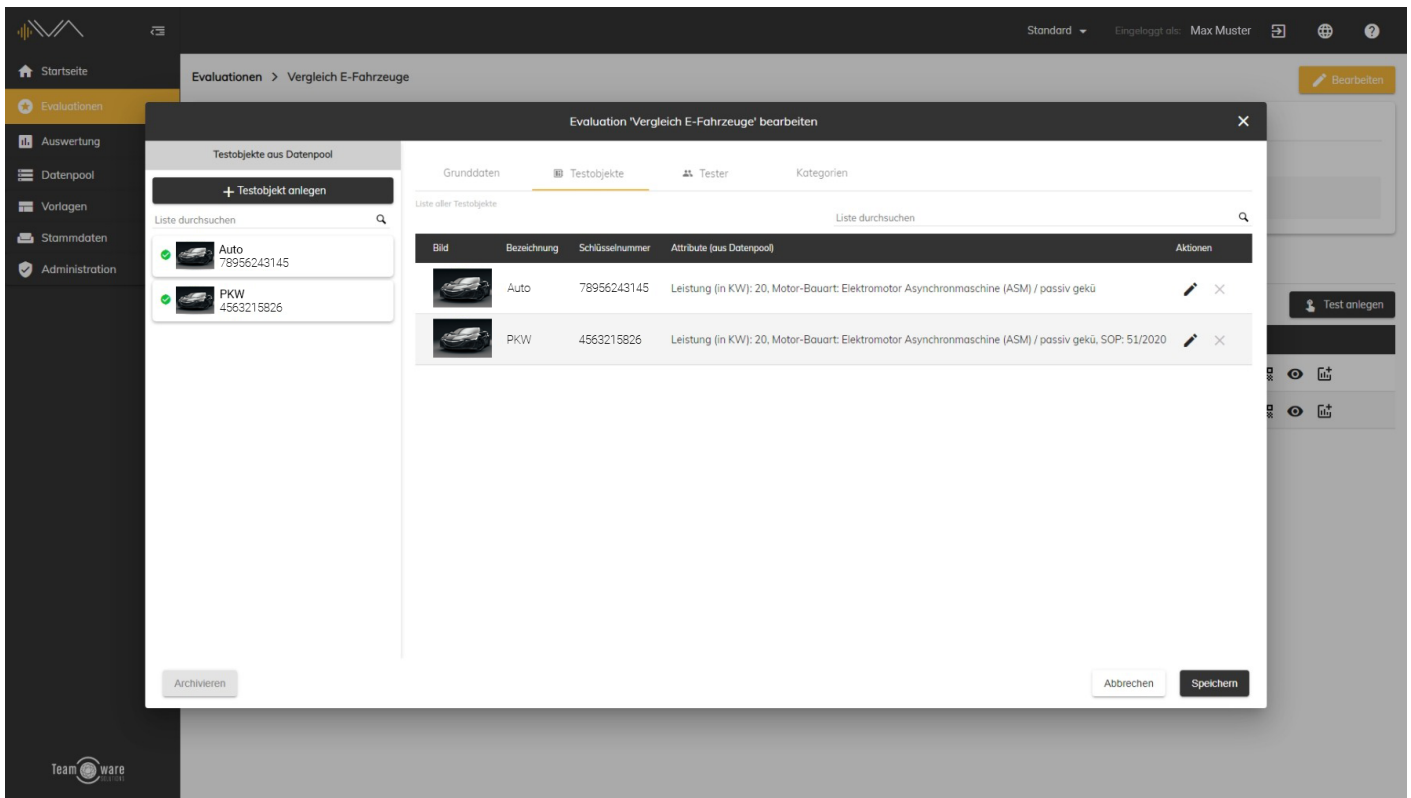 Standard
Eingeloggt als: Max Muster
Startseite
Evaluationen
Auswertung
Datenpool
Vorlagen
Stammdaten
Administration
Evaluationen > Vergleich E-Fahrzeuge
Bearbeiten
Evaluation 'Vergleich E-Fahrzeuge' bearbeiten
Testobjekte aus Datenpool
Testobjekt anlegen
Liste durchsuchen
Auto
78956243145
PKW
4563215826
Grunddaten Testobjekte Tester Kategorien
Liste aller Testobjekte
Liste durchsuchen
Bild Bezeichnung Schlüsselnummer Attribute (aus Datenpool) Aktionen
Auto 78956243145 Leistung (in KW): 20, Motor-Bauart: Elektromotor Asynchronmaschine (ASM) / passiv gekü
PKW 4563215826 Leistung (in KW): 20, Motor-Bauart: Elektromotor Asynchronmaschine (ASM) / passiv gekü, SOP: 51/2020
Test anlegen
Archivieren
Abbrechen
Speichern
Team ware